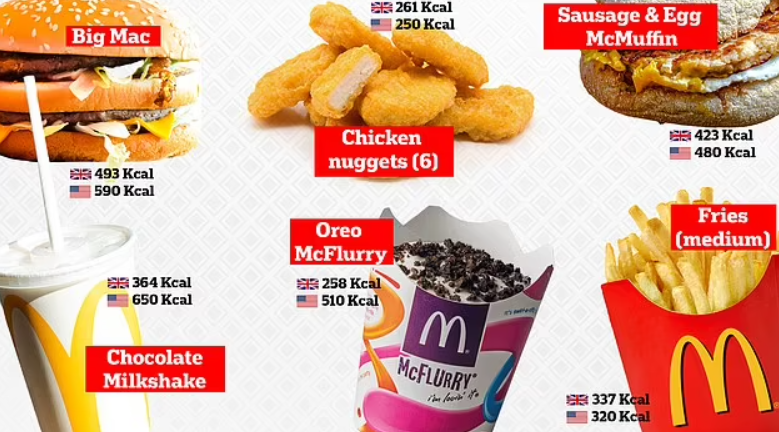 Big Mac
493 Kcal
590 Kcal
261 Kcal
250 Kcal
Chicken
nuggets (6)
Sausage & Egg
McMuffin
423 Kcal
480 Kcal
364 Kcal
650 Kcal
Chocolate
Milkshake
Oreo
McFlurry
258 Kcal
510 Kcal
M
McFLURRY
i'm lovin' it
Fries
(medium)
337 Kcal
320 Kcal